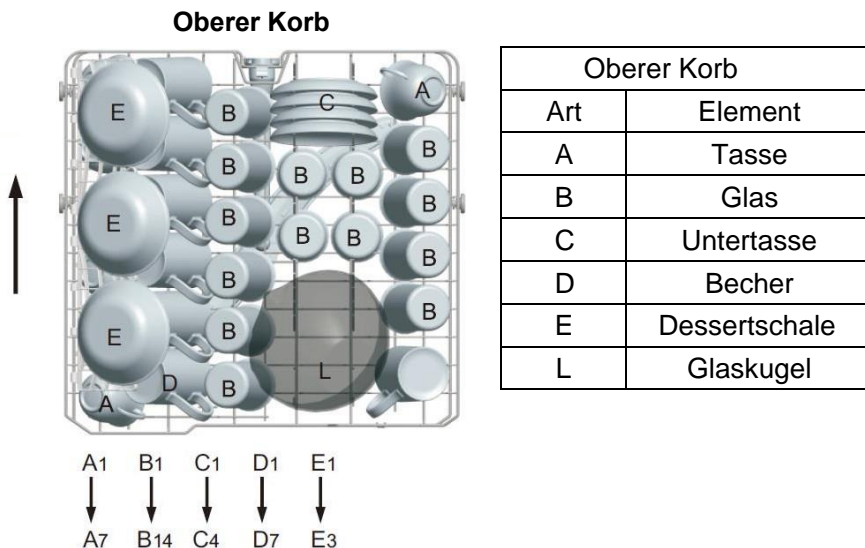 Oberer Korb
E B C A
B B B B
E B B
B B
B B
E B B
L
A D B
A1 B1 C1 D1 E1
A7 B14 C4 D7 E3
Oberer Korb
Art Element
A Tasse
B Glas
C Untertasse
D Becher
E Dessertschale
L Glaskugel